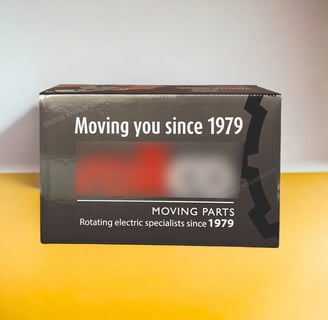 Moving you since 1979
MOVING PARTS
Rotating electric specialists since 1979